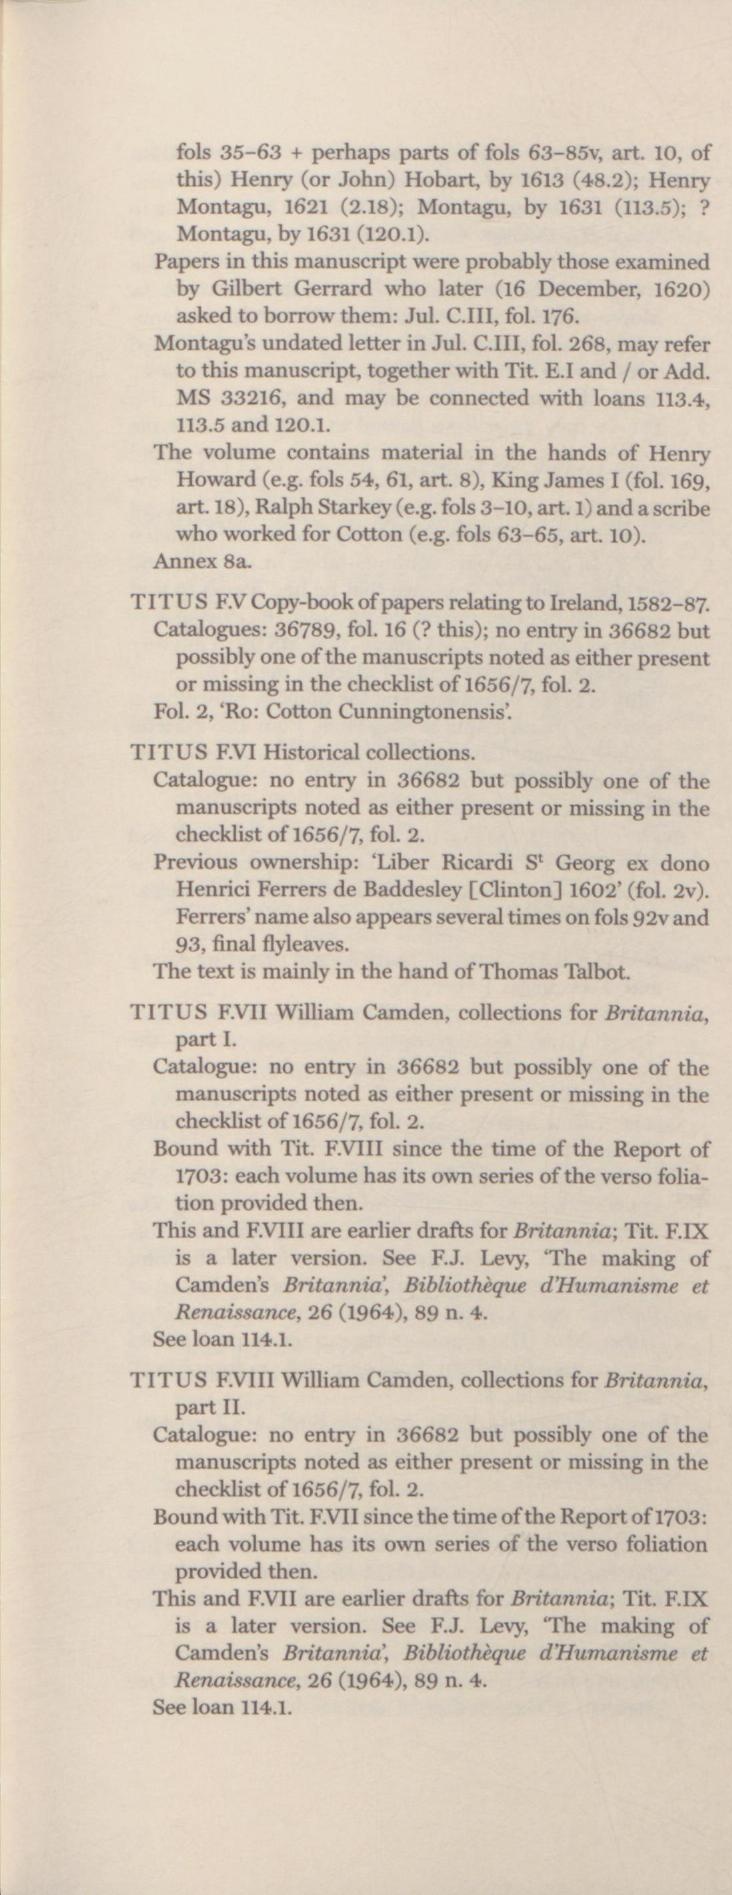 fols 35–63 + perhaps parts of fols 63–85v, art. 10, of
this) Henry (or John) Hobart, by 1613 (48.2); Henry
Montagu, 1621 (2.18); Montagu, by 1631 (113.5); ?
Montagu, by 1631 (120.1).
Papers in this manuscript were probably those examined
by Gilbert Gerrard who later (16 December, 1620)
asked to borrow them: Jul. C.III, fol. 176.
Montagu's undated letter in Jul. C.III, fol. 268, may refer
to this manuscript, together with Tit. E.I and / or Add.
MS 33216, and may be connected with loans 113.4,
113.5 and 120.1.
The volume contains material in the hands of Henry
Howard (e.g. fols 54, 61, art. 8), King James I (fol. 169,
art. 18), Ralph Starkey (e.g. fols 3–10, art. 1) and a scribe
who worked for Cotton (e.g. fols 63–65, art. 10).
Annex 8a.
TITUS F.V Copy-book of papers relating to Ireland, 1582–87.
Catalogues: 36789, fol. 16 (? this); no entry in 36682 but
possibly one of the manuscripts noted as either present
or missing in the checklist of 1656/7, fol. 2.
Fol. 2, 'Ro: Cotton Cunningtonensis'.
TITUS F.VI Historical collections.
Catalogue: no entry in 36682 but possibly one of the
manuscripts noted as either present or missing in the
checklist of 1656/7, fol. 2.
Previous ownership: 'Liber Ricardi Sᵗ Georg ex dono
Henrici Ferrers de Baddesley [Clinton] 1602' (fol. 2v).
Ferrers' name also appears several times on fols 92v and
93, final flyleaves.
The text is mainly in the hand of Thomas Talbot.
TITUS F.VII William Camden, collections for Britannia,
part I.
Catalogue: no entry in 36682 but possibly one of the
manuscripts noted as either present or missing in the
checklist of 1656/7, fol. 2.
Bound with Tit. F.VIII since the time of the Report of
1703: each volume has its own series of the verso folia-
tion provided then.
This and F.VIII are earlier drafts for Britannia; Tit. F.IX
is a later version. See F.J. Levy, 'The making of
Camden's Britannia', Bibliothèque d'Humanisme et
Renaissance, 26 (1964), 89 n. 4.
See loan 114.1.
TITUS F.VIII William Camden, collections for Britannia,
part II.
Catalogue: no entry in 36682 but possibly one of the
manuscripts noted as either present or missing in the
checklist of 1656/7, fol. 2.
Bound with Tit. F.VII since the time of the Report of 1703:
each volume has its own series of the verso foliation
provided then.
This and F.VII are earlier drafts for Britannia; Tit. F.IX
is a later version. See F.J. Levy, 'The making of
Camden's Britannia', Bibliothèque d'Humanisme et
Renaissance, 26 (1964), 89 n. 4.
See loan 114.1.